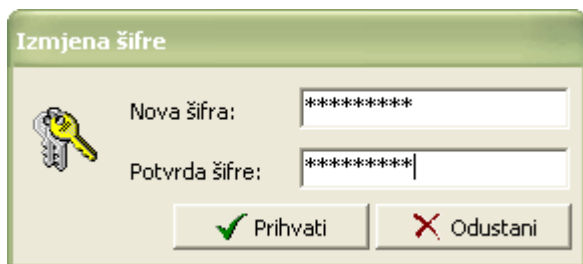 Izmjena šifre
Nova šifra: *********
Potvrda šifre: *********
Prihvati Odustani